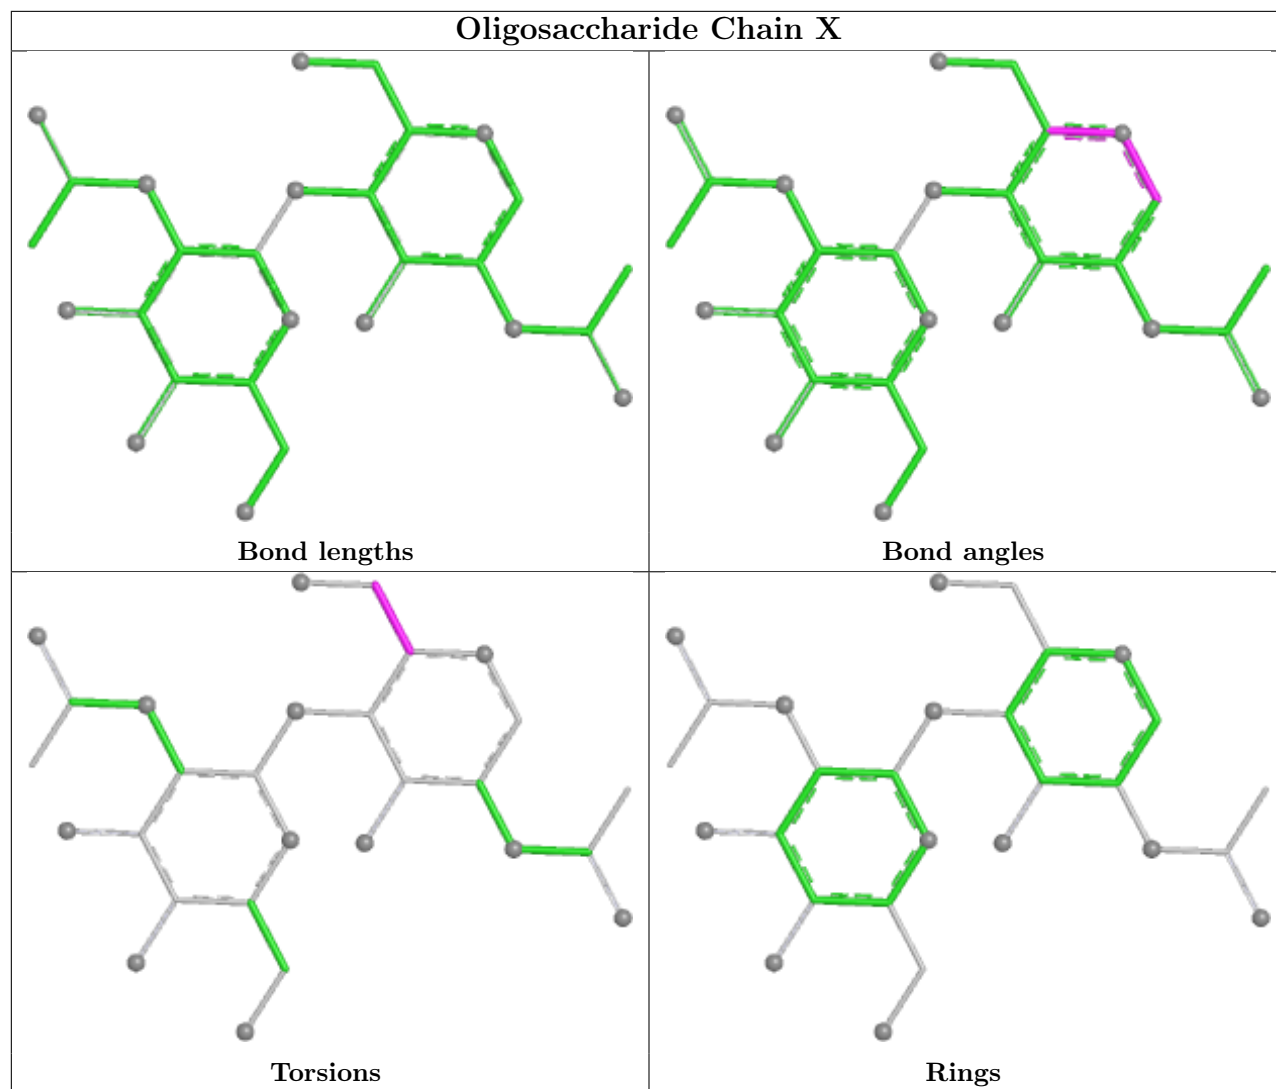 Oligosaccharide Chain X
Bond lengths
Bond angles
Torsions
Rings